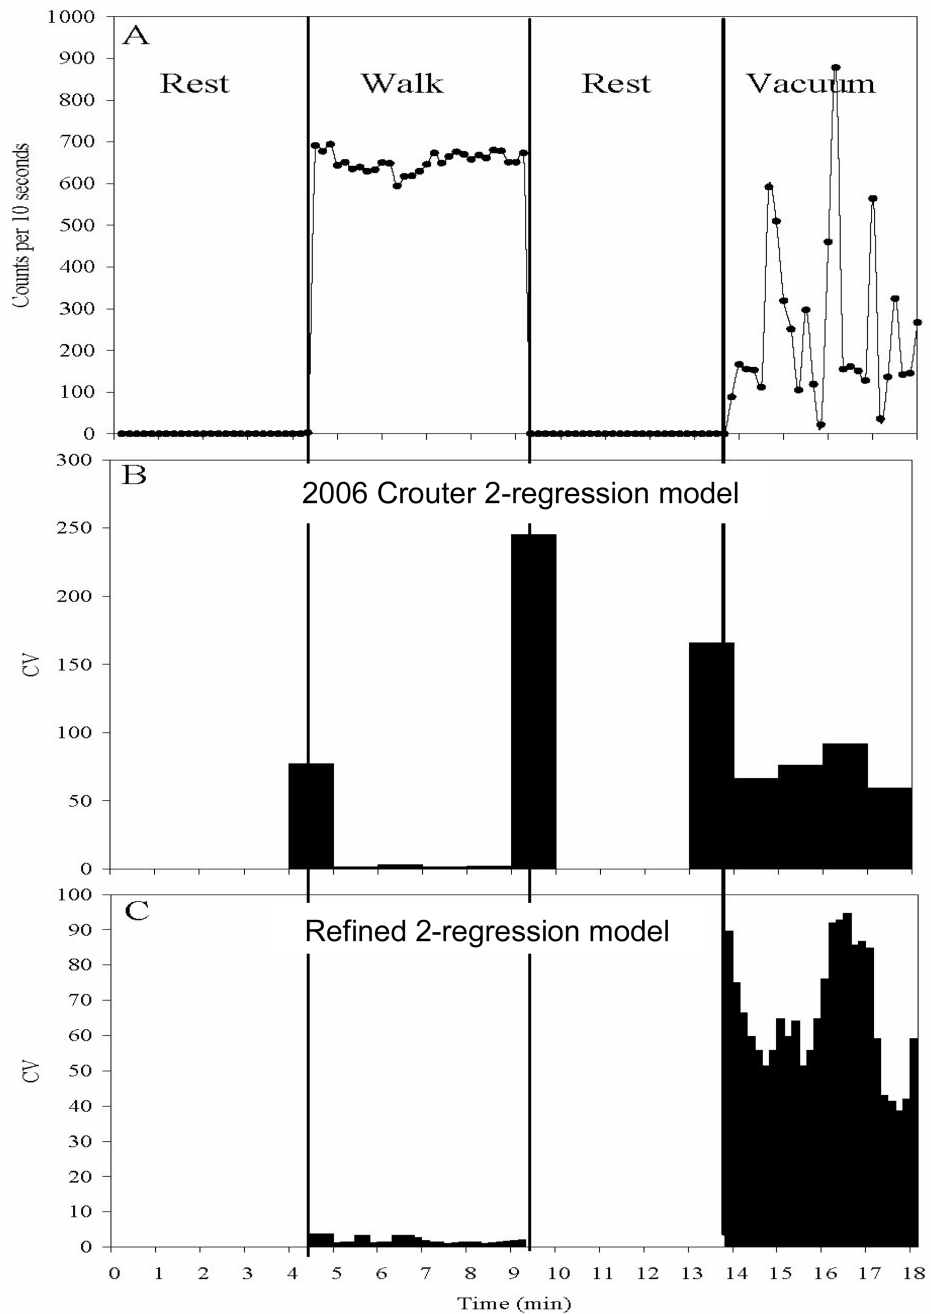 A
Rest Walk Rest Vacuum
Counts per 10 seconds
1000
900
800
700
600
500
400
300
200
100
0
B
2006 Crouter 2-regression model
CV
300
250
200
150
100
50
0
C
Refined 2-regression model
CV
100
90
80
70
60
50
40
30
20
10
0
0 1 2 3 4 5 6 7 8 9 10 11 12 13 14 15 16 17 18
Time (min)